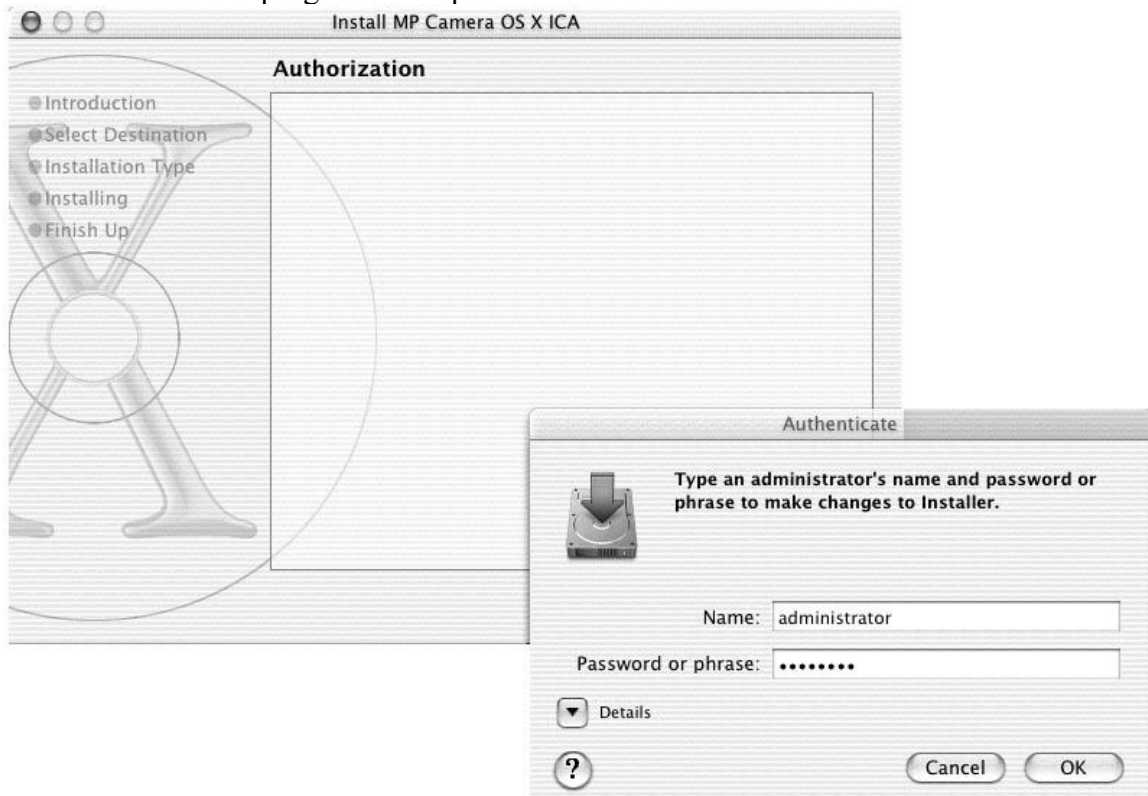 Install MP Camera OS X ICA
Authorization
Introduction
Select Destination
Installation Type
Installing
Finish Up
Authenticate
Type an administrator's name and password or
phrase to make changes to Installer.
Name: administrator
Password or phrase: ••••••••
Details
?
Cancel OK